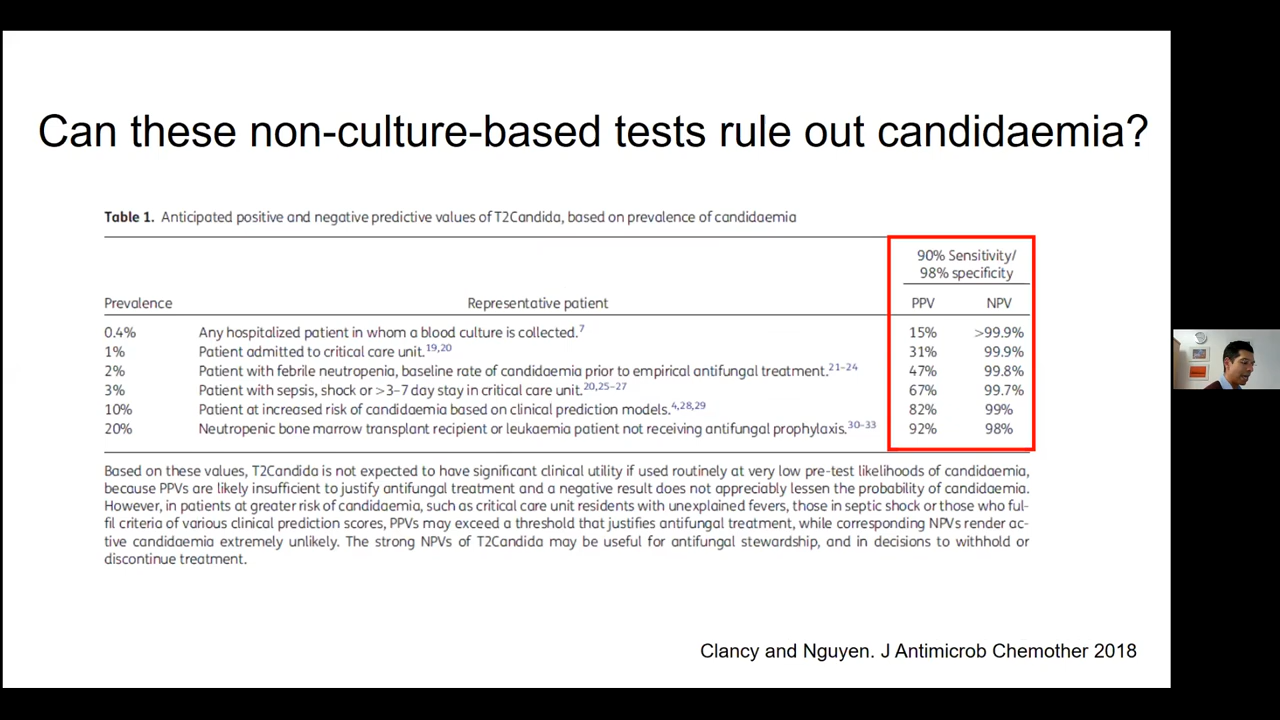 Can these non-culture-based tests rule out candidaemia?
Table 1. Anticipated positive and negative predictive values of T2Candida, based on prevalence of candidaemia
90% Sensitivity/
98% specificity
Prevalence Representative patient PPV NPV
0.4% Any hospitalized patient in whom a blood culture is collected.7 15% >99.9%
1% Patient admitted to critical care unit.19,20 31% 99.9%
2% Patient with febrile neutropenia, baseline rate of candidaemia prior to empirical antifungal treatment.21–24 47% 99.8%
3% Patient with sepsis, shock or >3–7 day stay in critical care unit.20,25–27 67% 99.7%
10% Patient at increased risk of candidaemia based on clinical prediction models.4,28,29 82% 99%
20% Neutropenic bone marrow transplant recipient or leukaemia patient not receiving antifungal prophylaxis.30–33 92% 98%
Based on these values, T2Candida is not expected to have significant clinical utility if used routinely at very low pre-test likelihoods of candidaemia,
because PPVs are likely insufficient to justify antifungal treatment and a negative result does not appreciably lessen the probability of candidaemia.
However, in patients at greater risk of candidaemia, such as critical care unit residents with unexplained fevers, those in septic shock or those who ful-
fil criteria of various clinical prediction scores, PPVs may exceed a threshold that justifies antifungal treatment, while corresponding NPVs render ac-
tive candidaemia extremely unlikely. The strong NPVs of T2Candida may be useful for antifungal stewardship, and in decisions to withhold or
discontinue treatment.
Clancy and Nguyen. J Antimicrob Chemother 2018